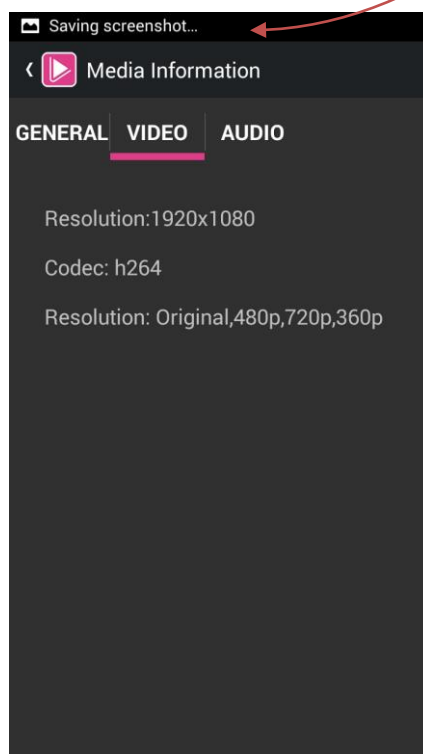 Saving screenshot...
Media Information
GENERAL VIDEO AUDIO
Resolution:1920x1080
Codec: h264
Resolution: Original,480p,720p,360p